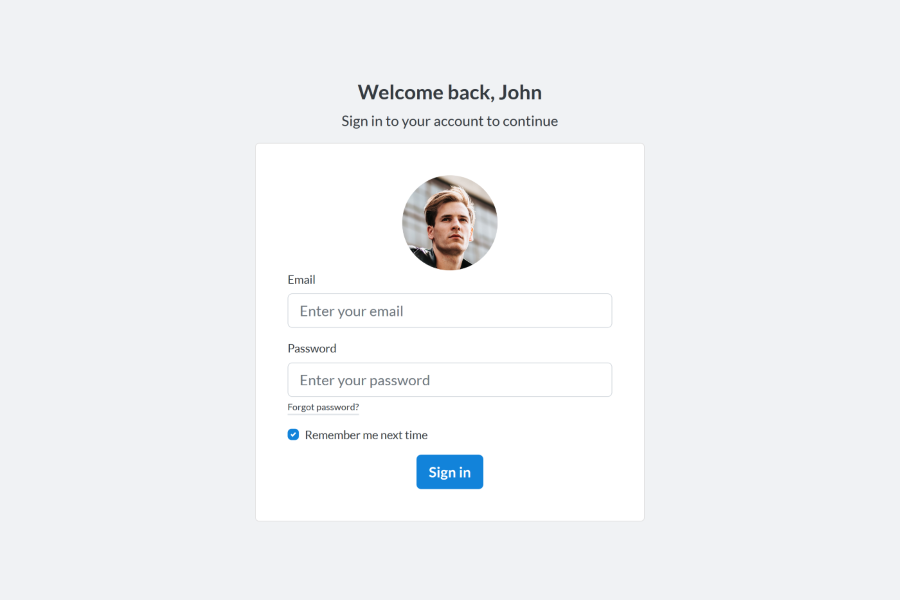 Welcome back, John
Sign in to your account to continue
Email
Enter your email
Password
Enter your password
Forgot password?
Remember me next time
Sign in